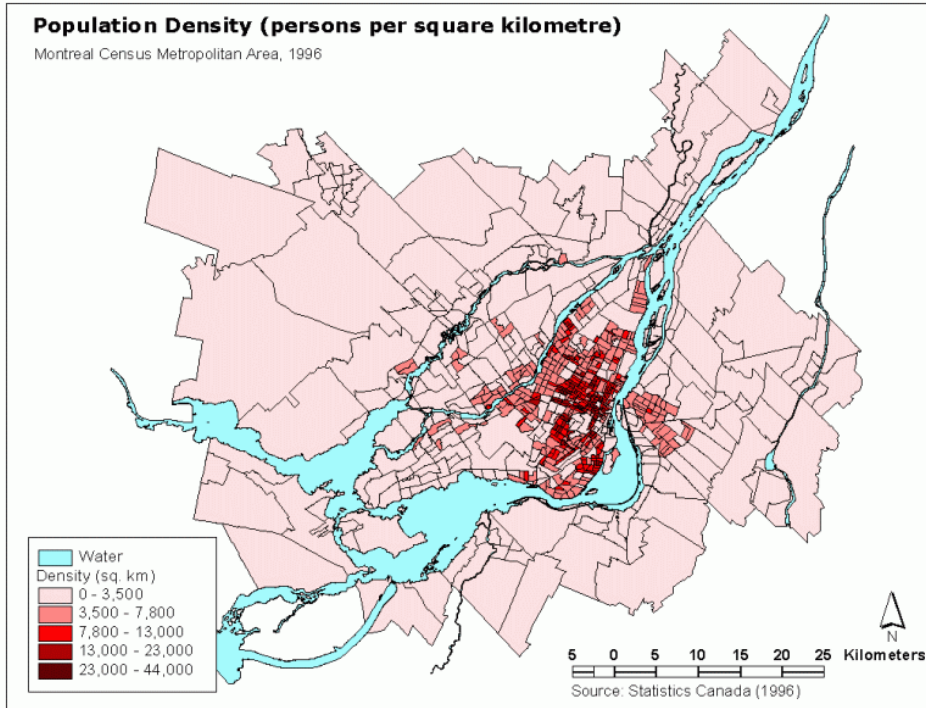 Population Density (persons per square kilometre)
Montreal Census Metropolitan Area, 1996
Water
Density (sq. km)
0 - 3,500
3,500 - 7,800
7,800 - 13,000
13,000 - 23,000
23,000 - 44,000
N
5 0 5 10 15 20 25 Kilometers
Source: Statistics Canada (1996)